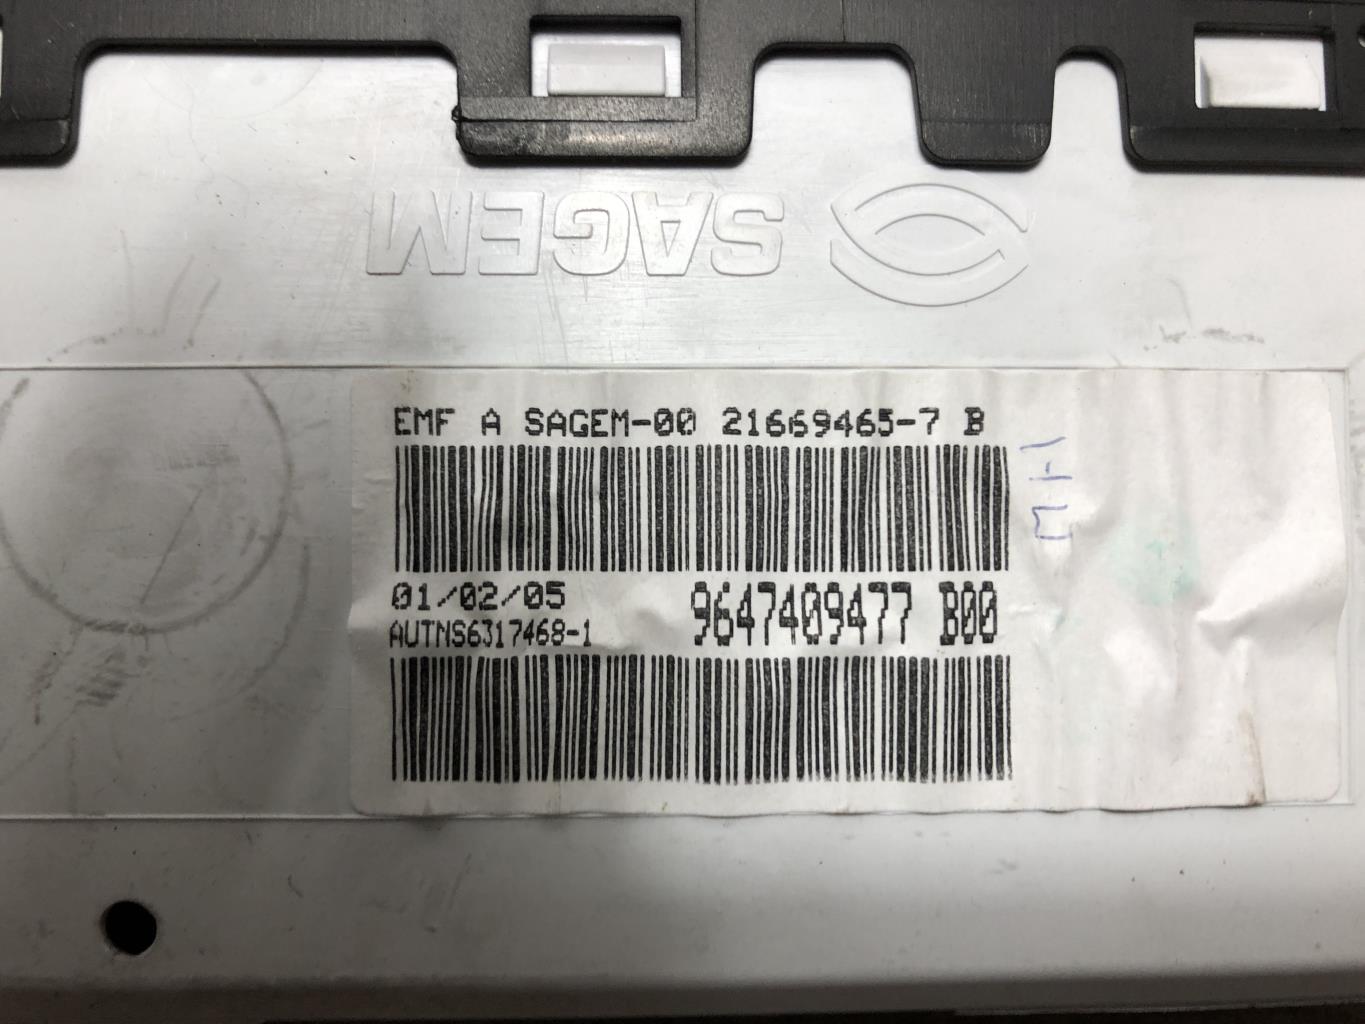 SAGEM
EMF A SAGEM-00 21669465-7 B
01/02/05
9647409477 B00
AUTNS6317468-1